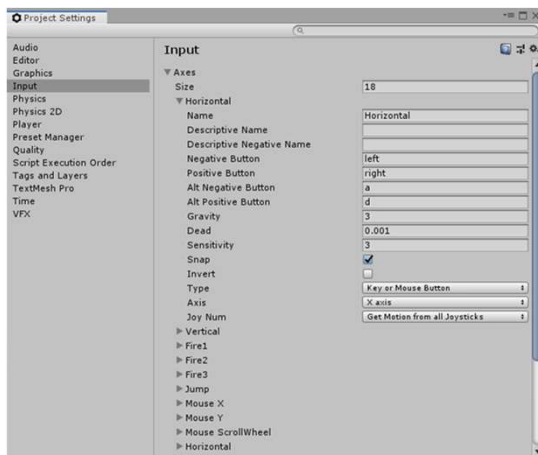 Project Settings
Audio
Editor
Graphics
Input
Physics
Physics 2D
Player
Preset Manager
Quality
Script Execution Order
Tags and Layers
TextMesh Pro
Time
VFX
Input
Axes
Size 18
Horizontal
Name Horizontal
Descriptive Name
Descriptive Negative Name
Negative Button left
Positive Button right
Alt Negative Button a
Alt Positive Button d
Gravity 3
Dead 0.001
Sensitivity 3
Snap
Invert
Type Key or Mouse Button
Axis X axis
Joy Num Get Motion from all Joysticks
Vertical
Fire1
Fire2
Fire3
Jump
Mouse X
Mouse Y
Mouse ScrollWheel
Horizontal